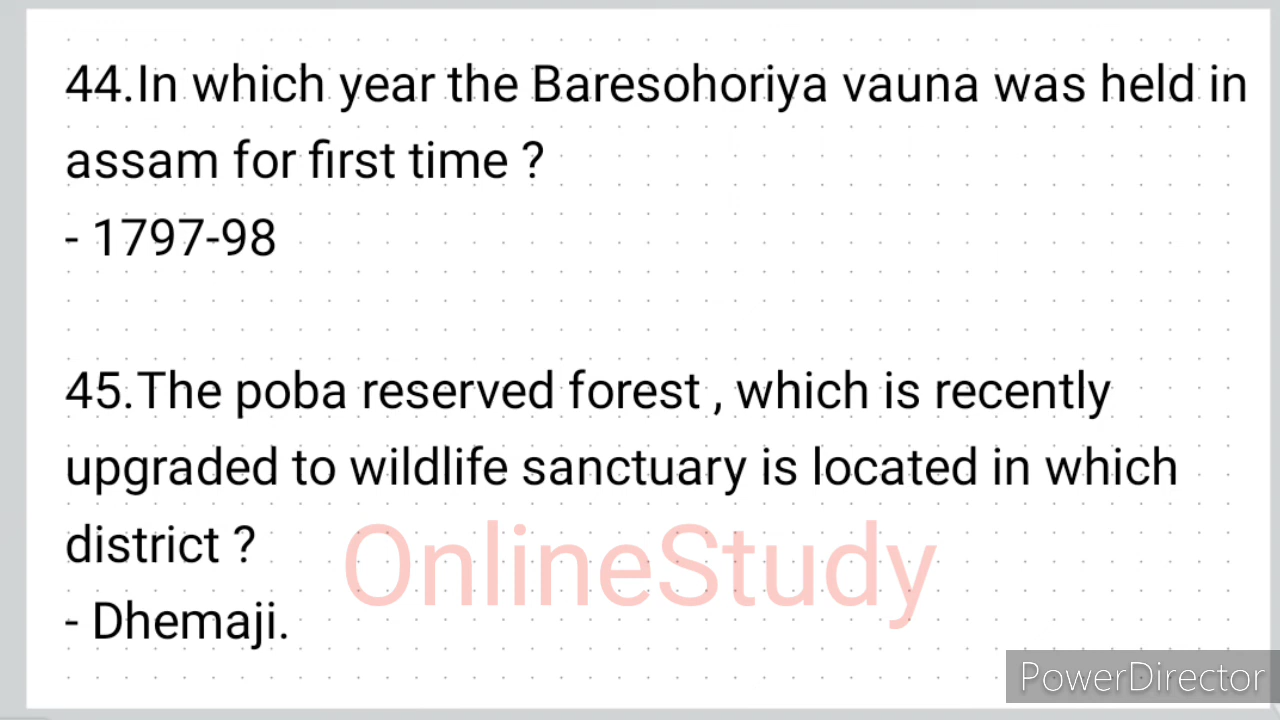 44.In which year the Baresohoriya vauna was held in
assam for first time ?
- 1797-98
45.The poba reserved forest , which is recently
upgraded to wildlife sanctuary is located in which
district ?
OnlineStudy
- Dhemaji.
PowerDirector